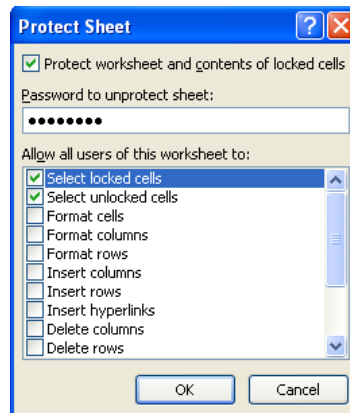 Protect Sheet
Protect worksheet and contents of locked cells
Password to unprotect sheet:
••••••••
Allow all users of this worksheet to:
Select locked cells
Select unlocked cells
Format cells
Format columns
Format rows
Insert columns
Insert rows
Insert hyperlinks
Delete columns
Delete rows
OK Cancel